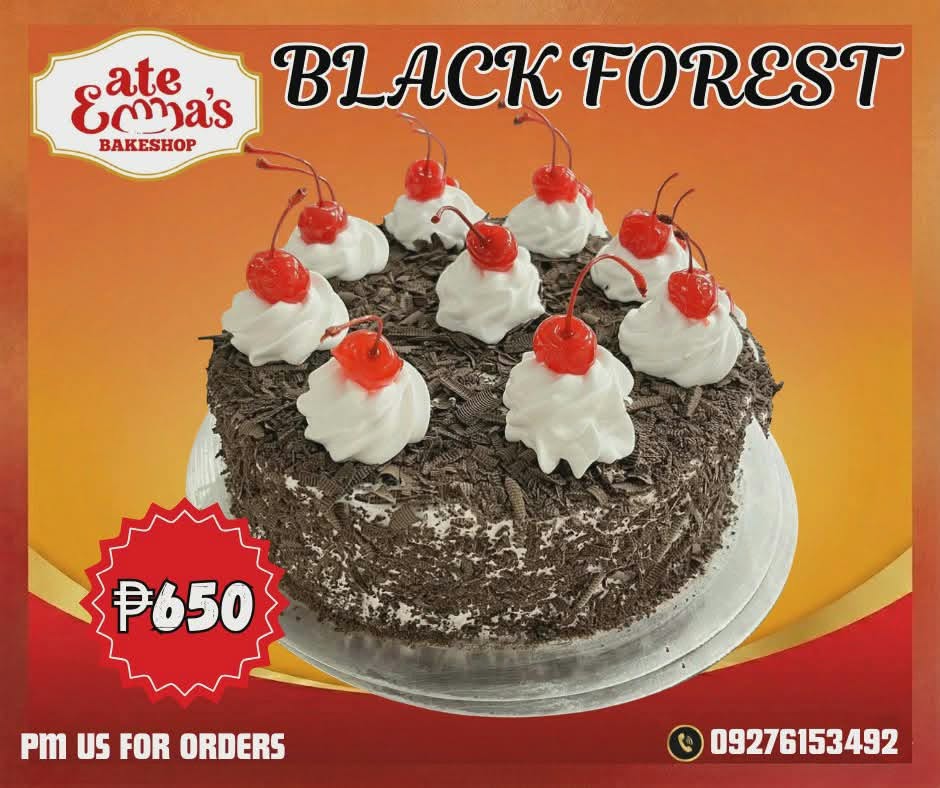 ate
Emma's
BAKESHOP
BLACK FOREST
₱650
PM US FOR ORDERS
09276153492